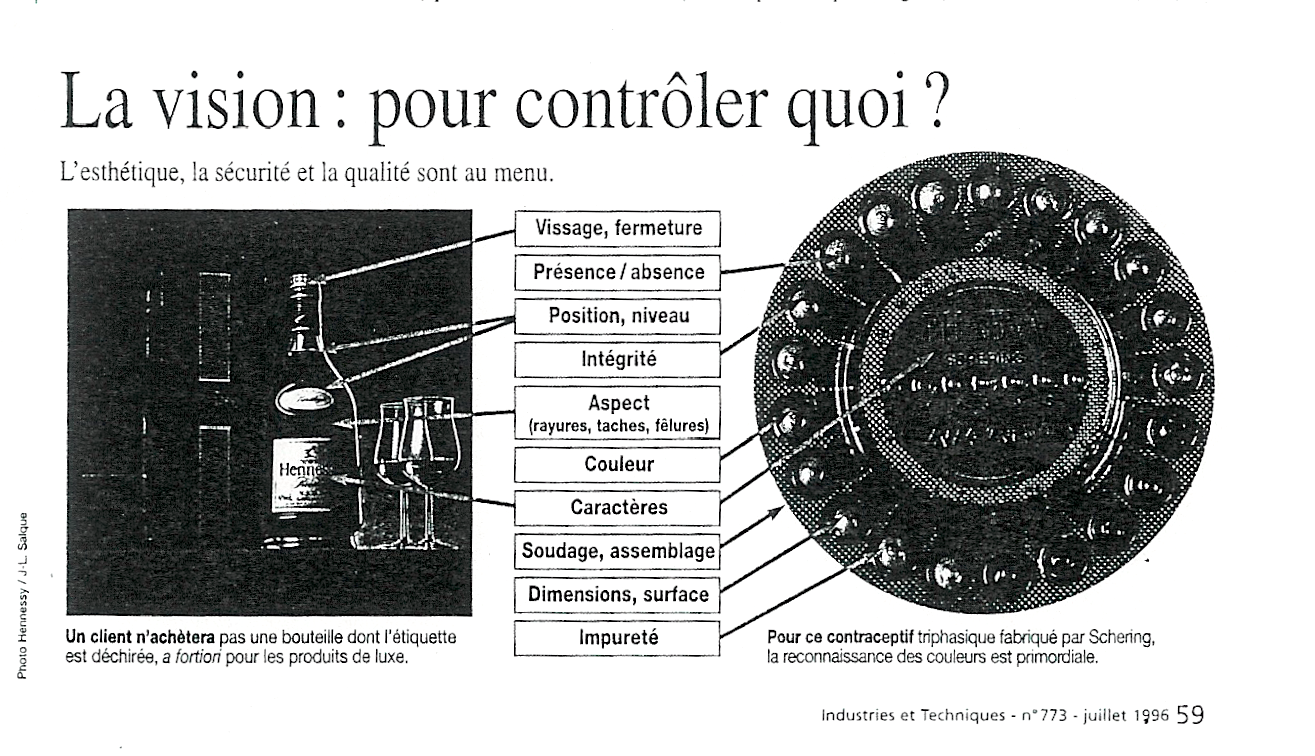 La vision : pour contrôler quoi ?
L'esthétique, la sécurité et la qualité sont au menu.
Vissage, fermeture
Présence / absence
Position, niveau
Intégrité
Aspect
(rayures, taches, fêlures)
Couleur
Caractères
Soudage, assemblage
Dimensions, surface
Impureté
SCHERING
Photo Hennessy / J.-L. Salque
Un client n'achètera pas une bouteille dont l'étiquette
est déchirée, a fortiori pour les produits de luxe.
Pour ce contraceptif triphasique fabriqué par Schering,
la reconnaissance des couleurs est primordiale.
Industries et Techniques - n° 773 - juillet 1996 59